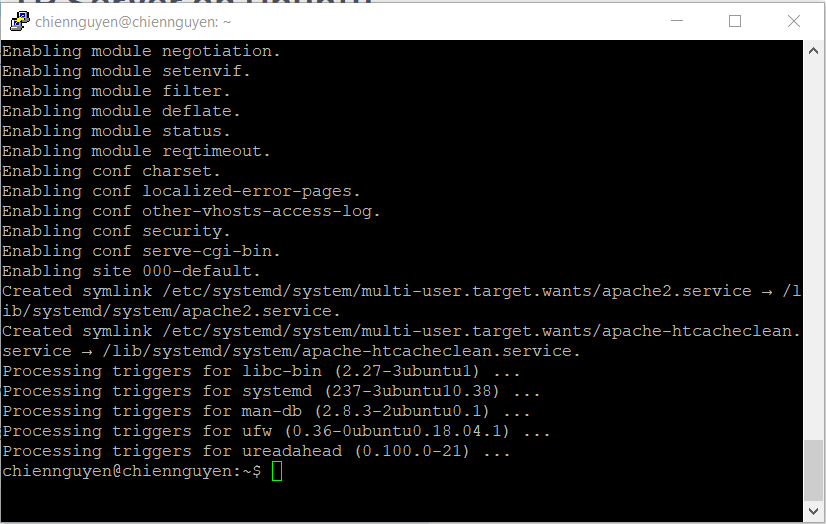 chiennguyen@chiennguyen: ~
Enabling module negotiation.
Enabling module setenvif.
Enabling module filter.
Enabling module deflate.
Enabling module status.
Enabling module reqtimeout.
Enabling conf charset.
Enabling conf localized-error-pages.
Enabling conf other-vhosts-access-log.
Enabling conf security.
Enabling conf serve-cgi-bin.
Enabling site 000-default.
Created symlink /etc/systemd/system/multi-user.target.wants/apache2.service → /l
ib/systemd/system/apache2.service.
Created symlink /etc/systemd/system/multi-user.target.wants/apache-htcacheclean.
service → /lib/systemd/system/apache-htcacheclean.service.
Processing triggers for libc-bin (2.27-3ubuntu1) ...
Processing triggers for systemd (237-3ubuntu10.38) ...
Processing triggers for man-db (2.8.3-2ubuntu0.1) ...
Processing triggers for ufw (0.36-0ubuntu0.18.04.1) ...
Processing triggers for ureadahead (0.100.0-21) ...
chiennguyen@chiennguyen:~$